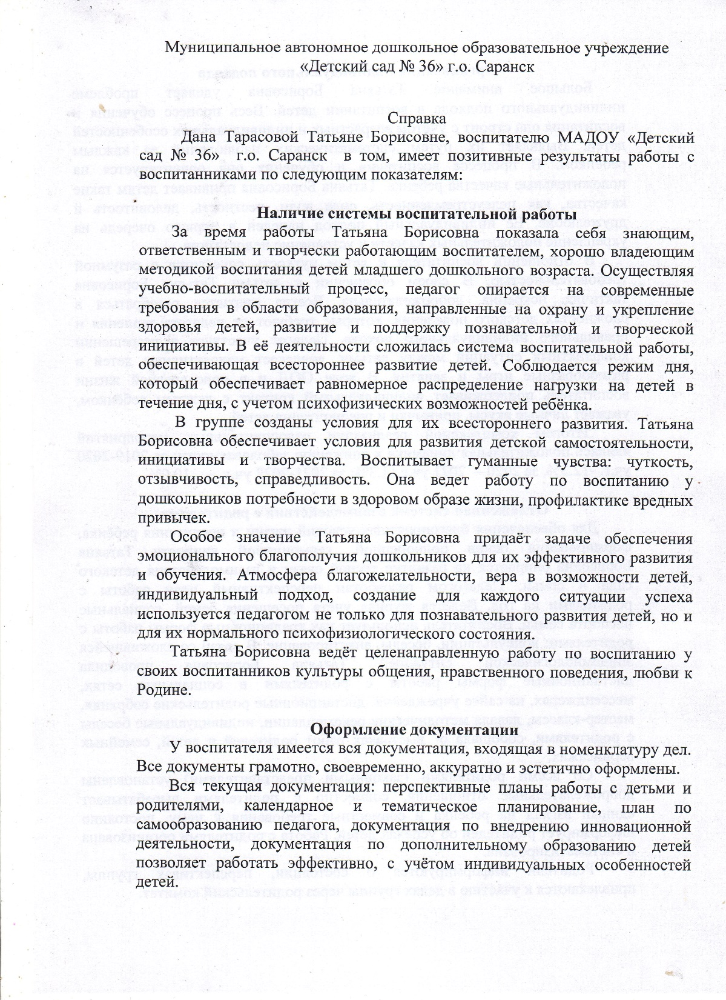 Муниципальное автономное дошкольное образовательное учреждение
«Детский сад № 36» г.о. Саранск
Справка
Дана Тарасовой Татьяне Борисовне, воспитателю МАДОУ «Детский
сад № 36» г.о. Саранск в том, имеет позитивные результаты работы с
воспитанниками по следующим показателям:
Наличие системы воспитательной работы
За время работы Татьяна Борисовна показала себя знающим,
ответственным и творчески работающим воспитателем, хорошо владеющим
методикой воспитания детей младшего дошкольного возраста. Осуществляя
учебно-воспитательный процесс, педагог опирается на современные
требования в области образования, направленные на охрану и укрепление
здоровья детей, развитие и поддержку познавательной и творческой
инициативы. В её деятельности сложилась система воспитательной работы,
обеспечивающая всестороннее развитие детей. Соблюдается режим дня,
который обеспечивает равномерное распределение нагрузки на детей в
течение дня, с учетом психофизических возможностей ребёнка.
В группе созданы условия для их всестороннего развития. Татьяна
Борисовна обеспечивает условия для развития детской самостоятельности,
инициативы и творчества. Воспитывает гуманные чувства: чуткость,
отзывчивость, справедливость. Она ведет работу по воспитанию у
дошкольников потребности в здоровом образе жизни, профилактике вредных
привычек.
Особое значение Татьяна Борисовна придаёт задаче обеспечения
эмоционального благополучия дошкольников для их эффективного развития
и обучения. Атмосфера благожелательности, вера в возможности детей,
индивидуальный подход, создание для каждого ситуации успеха
используется педагогом не только для познавательного развития детей, но и
для их нормального психофизиологического состояния.
Татьяна Борисовна ведёт целенаправленную работу по воспитанию у
своих воспитанников культуры общения, нравственного поведения, любви к
Родине.
Оформление документации
У воспитателя имеется вся документация, входящая в номенклатуру дел.
Все документы грамотно, своевременно, аккуратно и эстетично оформлены.
Вся текущая документация: перспективные планы работы с детьми и
родителями, календарное и тематическое планирование, план по
самообразованию педагога, документация по внедрению инновационной
деятельности, документация по дополнительному образованию детей
позволяет работать эффективно, с учётом индивидуальных особенностей
детей.